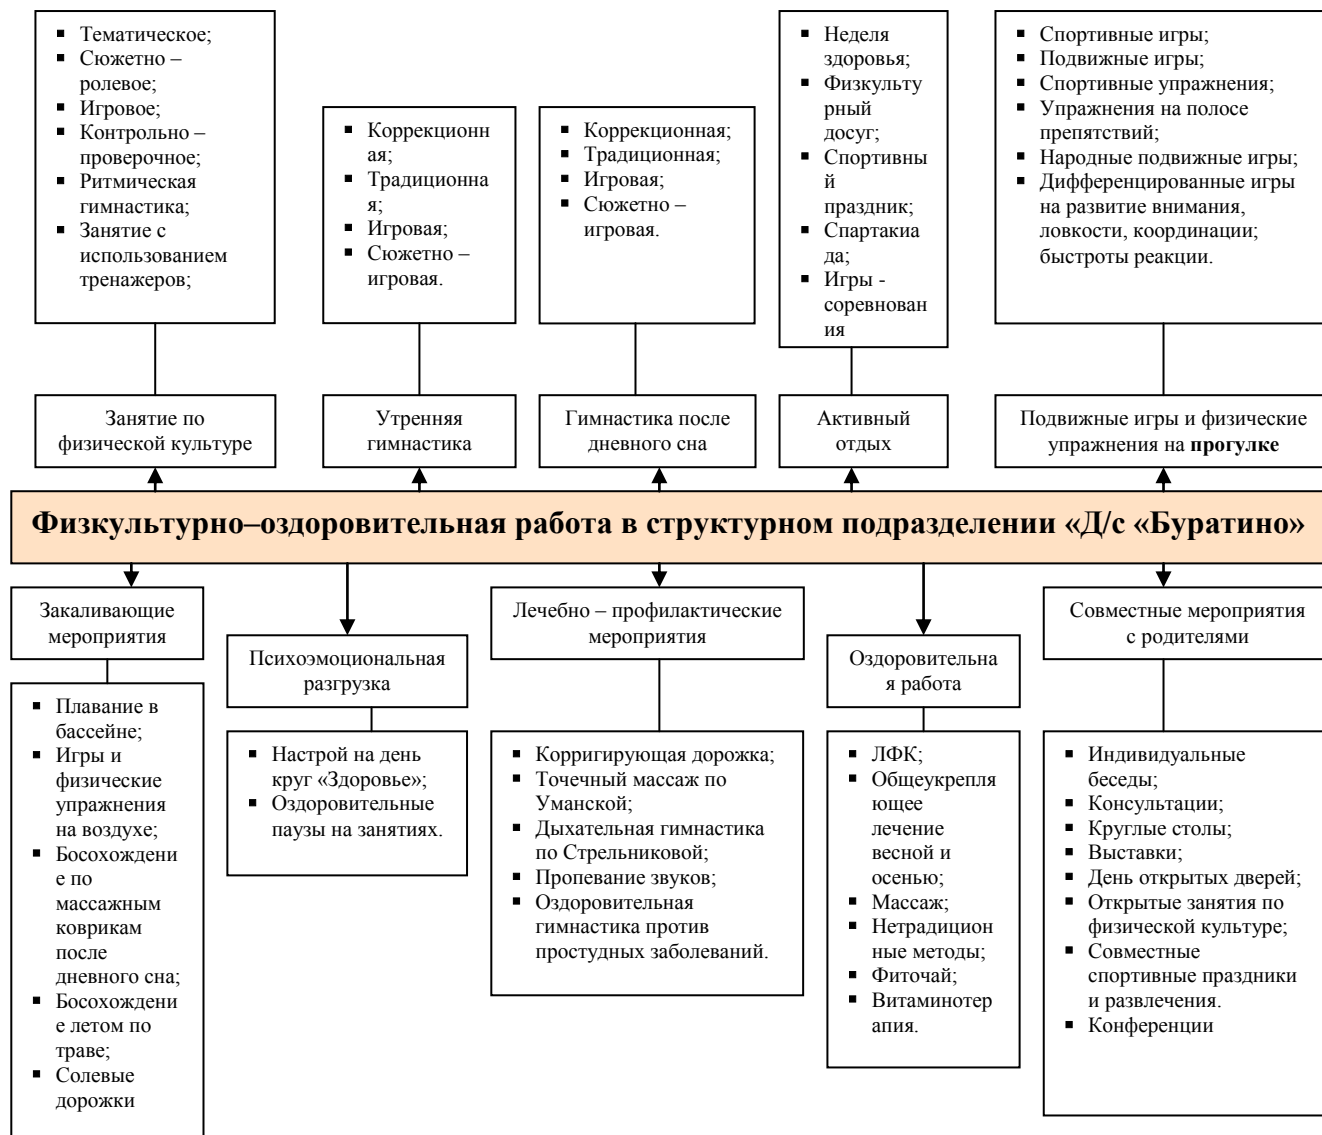 Тематическое;
Сюжетно –
ролевое;
Игровое;
Контрольно –
проверочное;
Ритмическая
гимнастика;
Занятие с
использованием
тренажеров;
Коррекционн
ая;
Традиционна
я;
Игровая;
Сюжетно –
игровая.
Коррекционная;
Традиционная;
Игровая;
Сюжетно –
игровая.
Неделя
здоровья;
Физкульту
рный
досуг;
Спортивны
й
праздник;
Спартакиа
да;
Игры -
соревнован
ия
Спортивные игры;
Подвижные игры;
Спортивные упражнения;
Упражнения на полосе
препятствий;
Народные подвижные игры;
Дифференцированные игры
на развитие внимания,
ловкости, координации;
быстроты реакции.
Занятие по
физической культуре
Утренняя
гимнастика
Гимнастика после
дневного сна
Активный
отдых
Подвижные игры и физические
упражнения на прогулке
Физкультурно–оздоровительная работа в структурном подразделении «Д/с «Буратино»
Закаливающие
мероприятия
Психоэмоциональная
разгрузка
Лечебно – профилактические
мероприятия
Оздоровительна
я работа
Совместные мероприятия
с родителями
Плавание в
бассейне;
Игры и
физические
упражнения
на воздухе;
Босохождени
е по
массажным
коврикам
после
дневного сна;
Босохождени
е летом по
траве;
Солевые
дорожки
Настрой на день
круг «Здоровье»;
Оздоровительные
паузы на занятиях.
Корригирующая дорожка;
Точечный массаж по
Уманской;
Дыхательная гимнастика
по Стрельниковой;
Пропевание звуков;
Оздоровительная
гимнастика против
простудных заболеваний.
ЛФК;
Общеукрепля
ющее
лечение
весной и
осенью;
Массаж;
Нетрадицион
ные методы;
Фиточай;
Витаминотер
апия.
Индивидуальные
беседы;
Консультации;
Круглые столы;
Выставки;
День открытых дверей;
Открытые занятия по
физической культуре;
Совместные
спортивные праздники
и развлечения.
Конференции